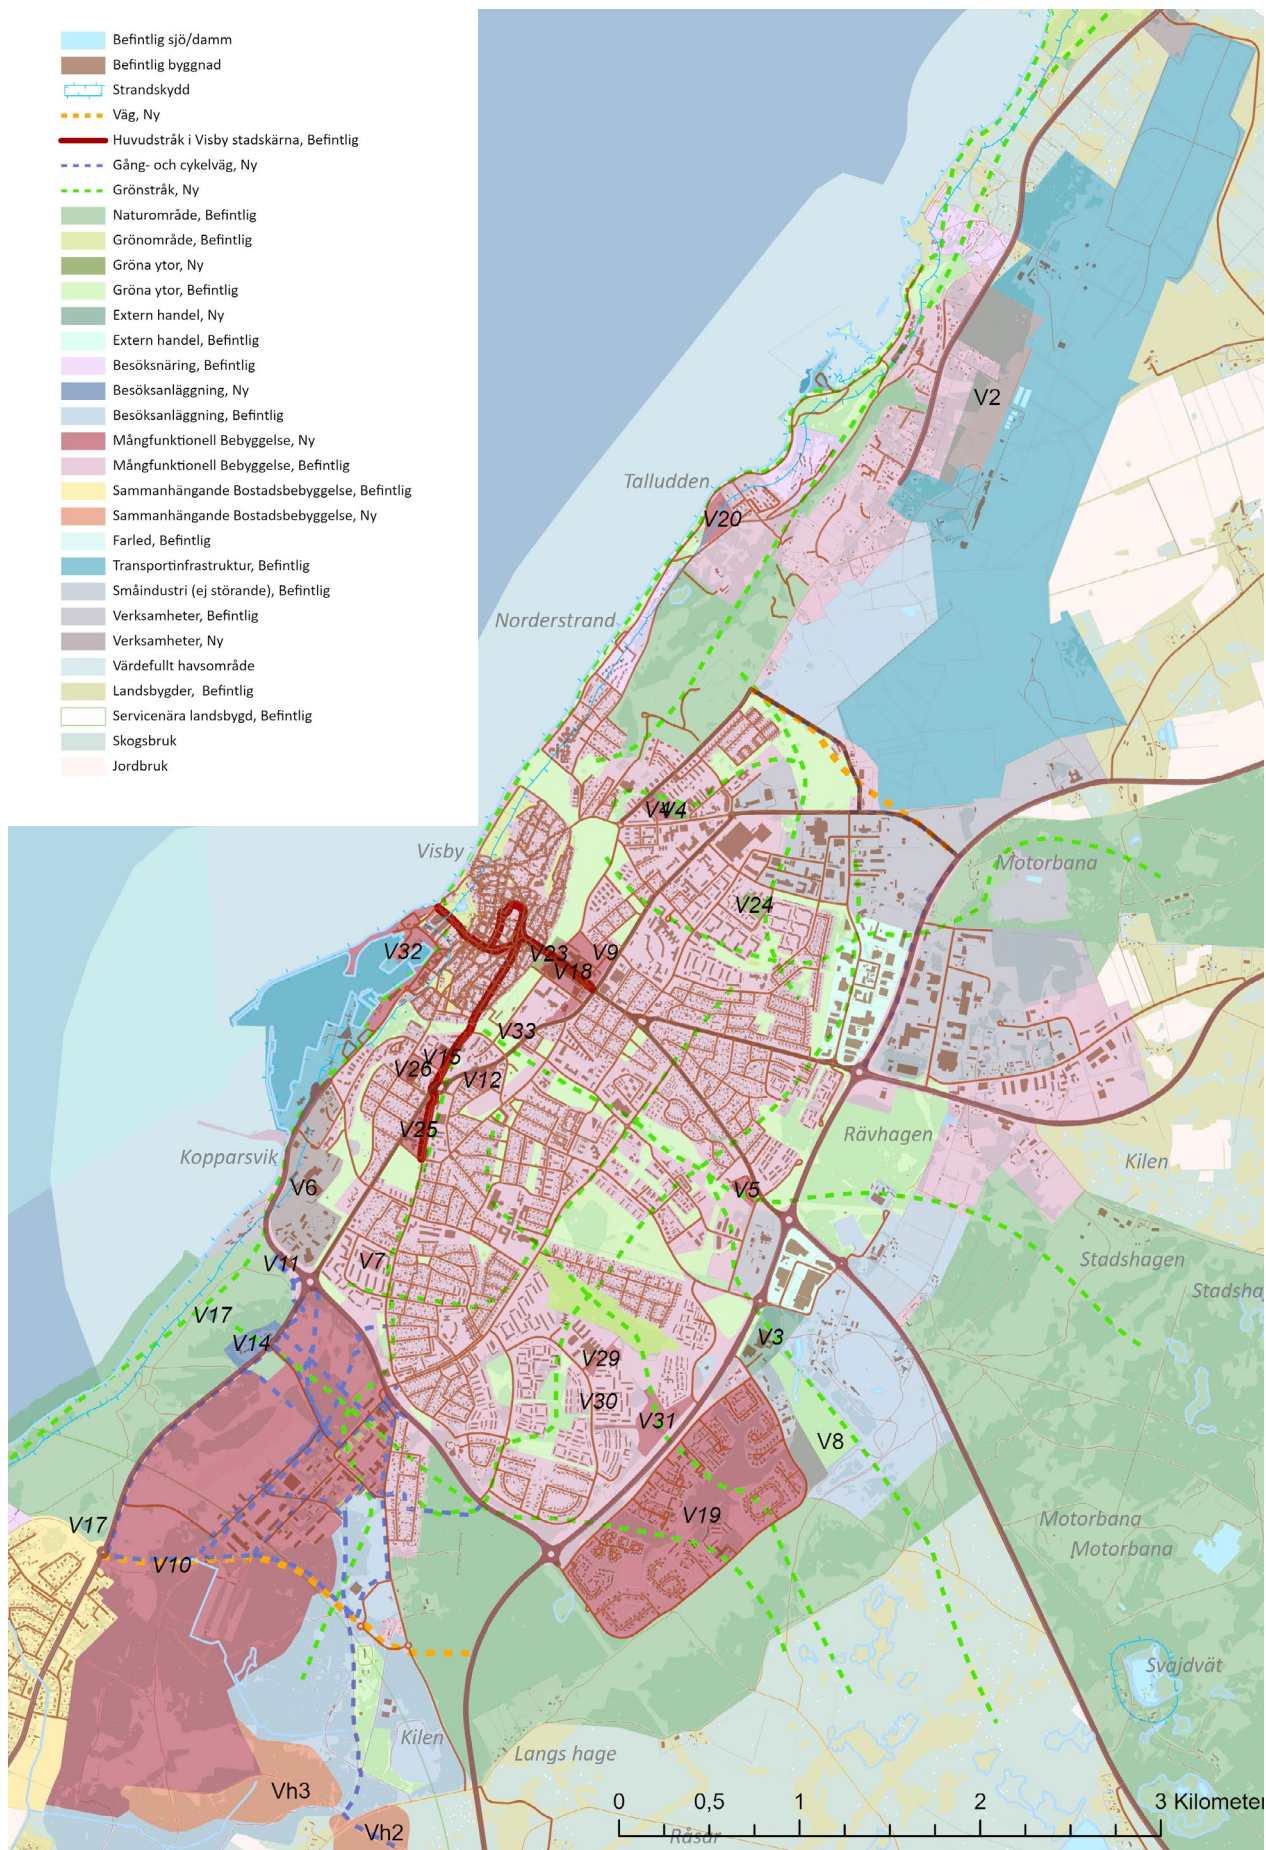 Befintlig sjö/damm
Befintlig byggnad
Strandskydd
Väg, Ny
Huvudstråk i Visby stadskärna, Befintlig
Gång- och cykelväg, Ny
Grönstråk, Ny
Naturområde, Befintlig
Grönområde, Befintlig
Gröna ytor, Ny
Gröna ytor, Befintlig
Extern handel, Ny
Extern handel, Befintlig
Besöksnäring, Befintlig
Besöksanläggning, Ny
Besöksanläggning, Befintlig
Mångfunktionell Bebyggelse, Ny
Mångfunktionell Bebyggelse, Befintlig
Sammanhängande Bostadsbebyggelse, Befintlig
Sammanhängande Bostadsbebyggelse, Ny
Farled, Befintlig
Transportinfrastruktur, Befintlig
Småindustri (ej störande), Befintlig
Verksamheter, Befintlig
Verksamheter, Ny
Värdefullt havsområde
Landsbygder, Befintlig
Servicenära landsbygd, Befintlig
Skogsbruk
Jordbruk
V2
Talludden
V20
Norderstrand
V4
V4
Visby
Motorbana
V24
V32
V23
V9
V18
V33
V15
V26
V12
V25
Rävhagen
Kopparsvik
Kilen
V6
V5
V11
V7
Stadshagen
Stadsha
V17
V14
V3
V29
V30
V31
V8
V19
V17
Motorbana
Motorbana
V10
Svajdvät
Kilen
Langs hage
Vh3
0 0,5 1 2 3 Kilometer
Vh2
Råsar